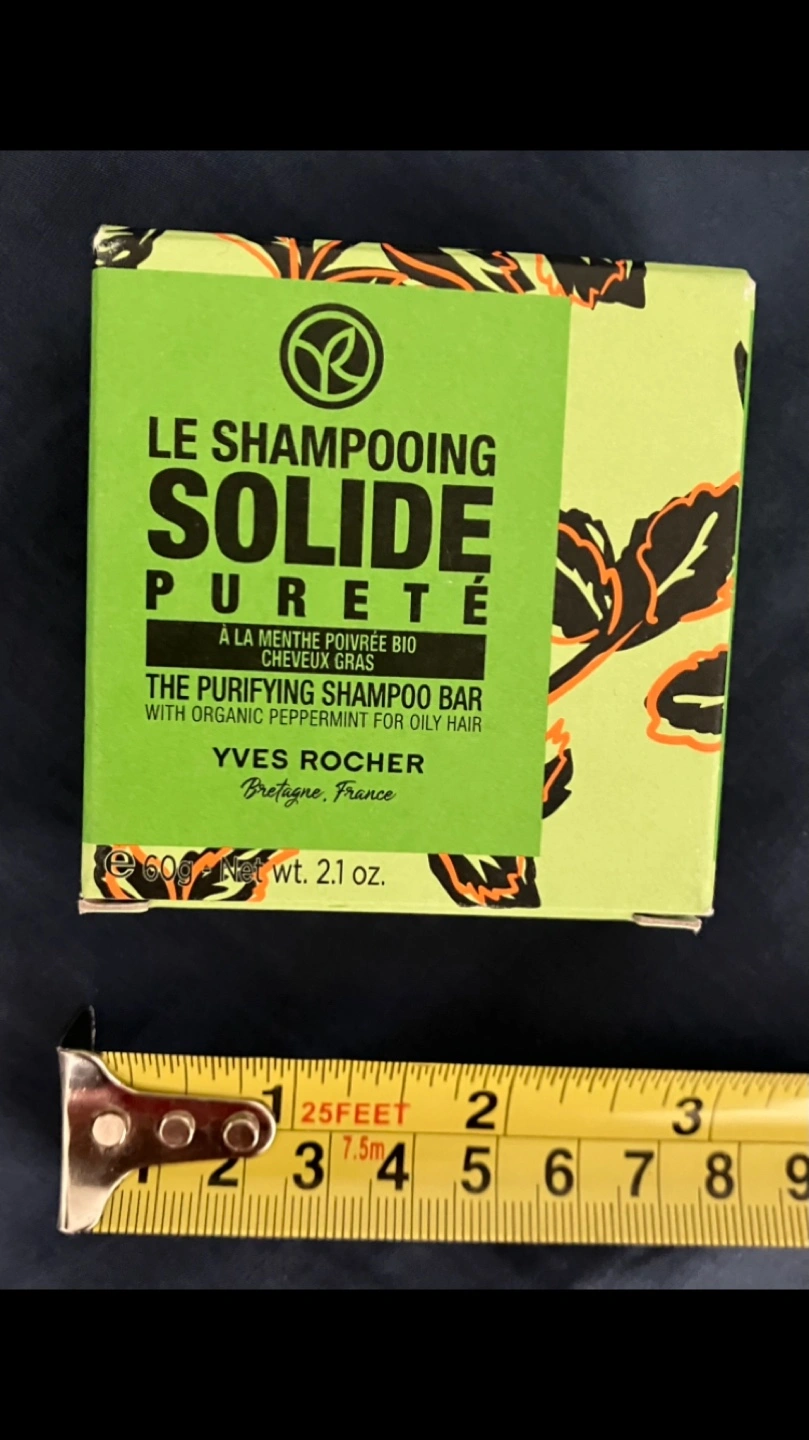 YR
LE SHAMPOOING
SOLIDE
PURETÉ
À LA MENTHE POIVRÉE BIO
CHEVEUX GRAS
THE PURIFYING SHAMPOO BAR
WITH ORGANIC PEPPERMINT FOR OILY HAIR
YVES ROCHER
Bretagne, France
℮ 60g - Net wt. 2.1 oz.
1 25FEET 2 3
7.5m
1 2 3 4 5 6 7 8 9